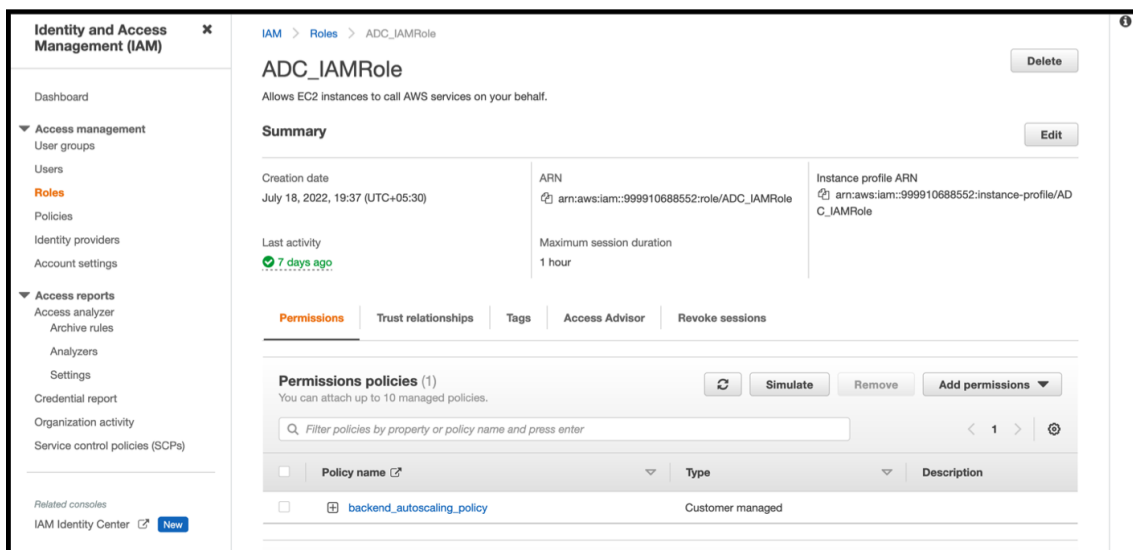 Identity and Access
Management (IAM)
Dashboard
Access management
User groups
Users
Roles
Policies
Identity providers
Account settings
Access reports
Access analyzer
Archive rules
Analyzers
Settings
Credential report
Organization activity
Service control policies (SCPs)
Related consoles
IAM Identity Center New
IAM > Roles > ADC_IAMRole
ADC_IAMRole
Delete
Allows EC2 instances to call AWS services on your behalf.
Summary
Edit
Creation date
July 18, 2022, 19:37 (UTC+05:30)
ARN
arn:aws:iam::999910688552:role/ADC_IAMRole
Instance profile ARN
arn:aws:iam::999910688552:instance-profile/AD
C_IAMRole
Last activity
7 days ago
Maximum session duration
1 hour
Permissions Trust relationships Tags Access Advisor Revoke sessions
Permissions policies (1)
You can attach up to 10 managed policies.
Simulate Remove Add permissions
Filter policies by property or policy name and press enter
< 1 >
Policy name Type Description
backend_autoscaling_policy Customer managed